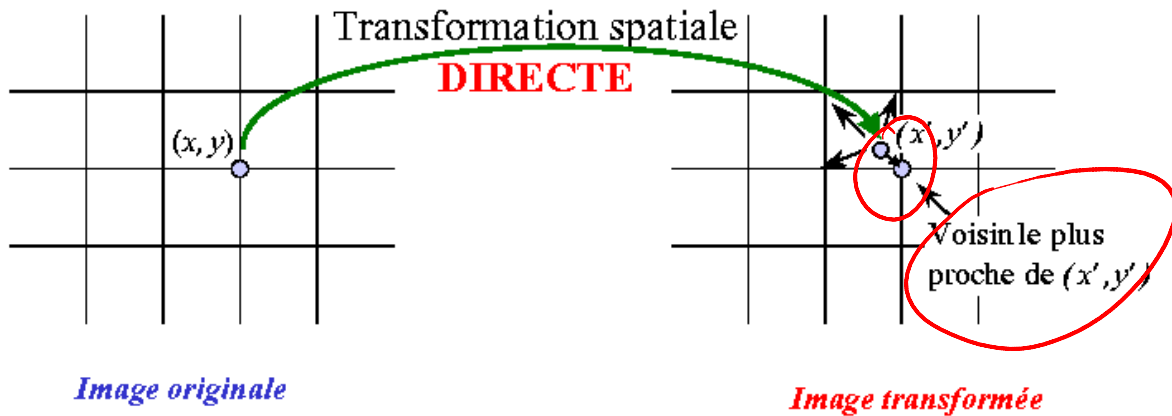 Transformation spatiale
DIRECTE
(x, y)
(x', y')
Voisin le plus
proche de (x', y')
Image originale
Image transformée